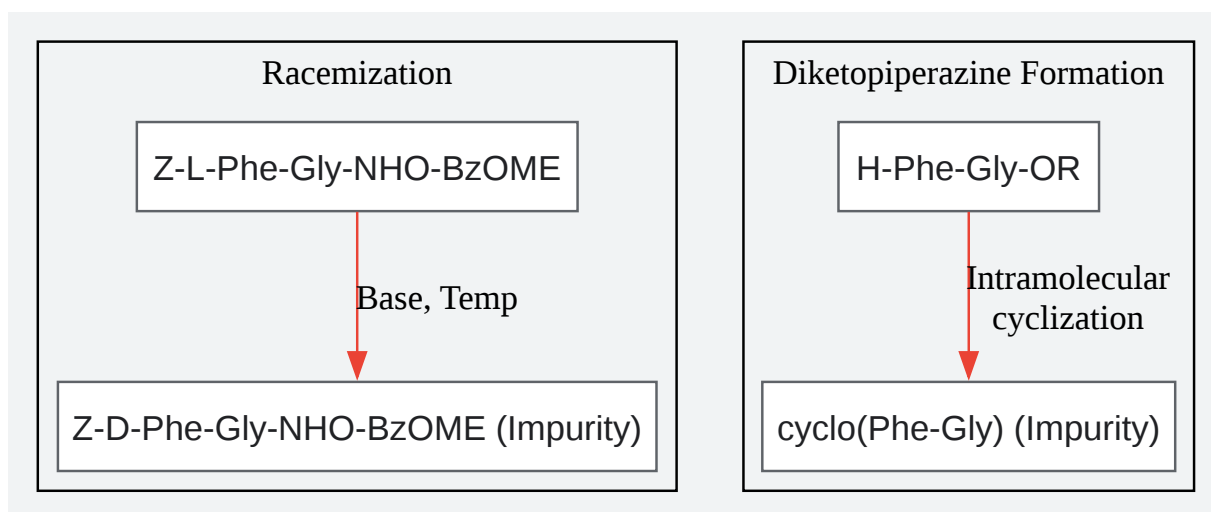 Racemization
Z-L-Phe-Gly-NHO-BzOME
Base, Temp
Z-D-Phe-Gly-NHO-BzOME (Impurity)
Diketopiperazine Formation
H-Phe-Gly-OR
Intramolecular
cyclization
cyclo(Phe-Gly) (Impurity)